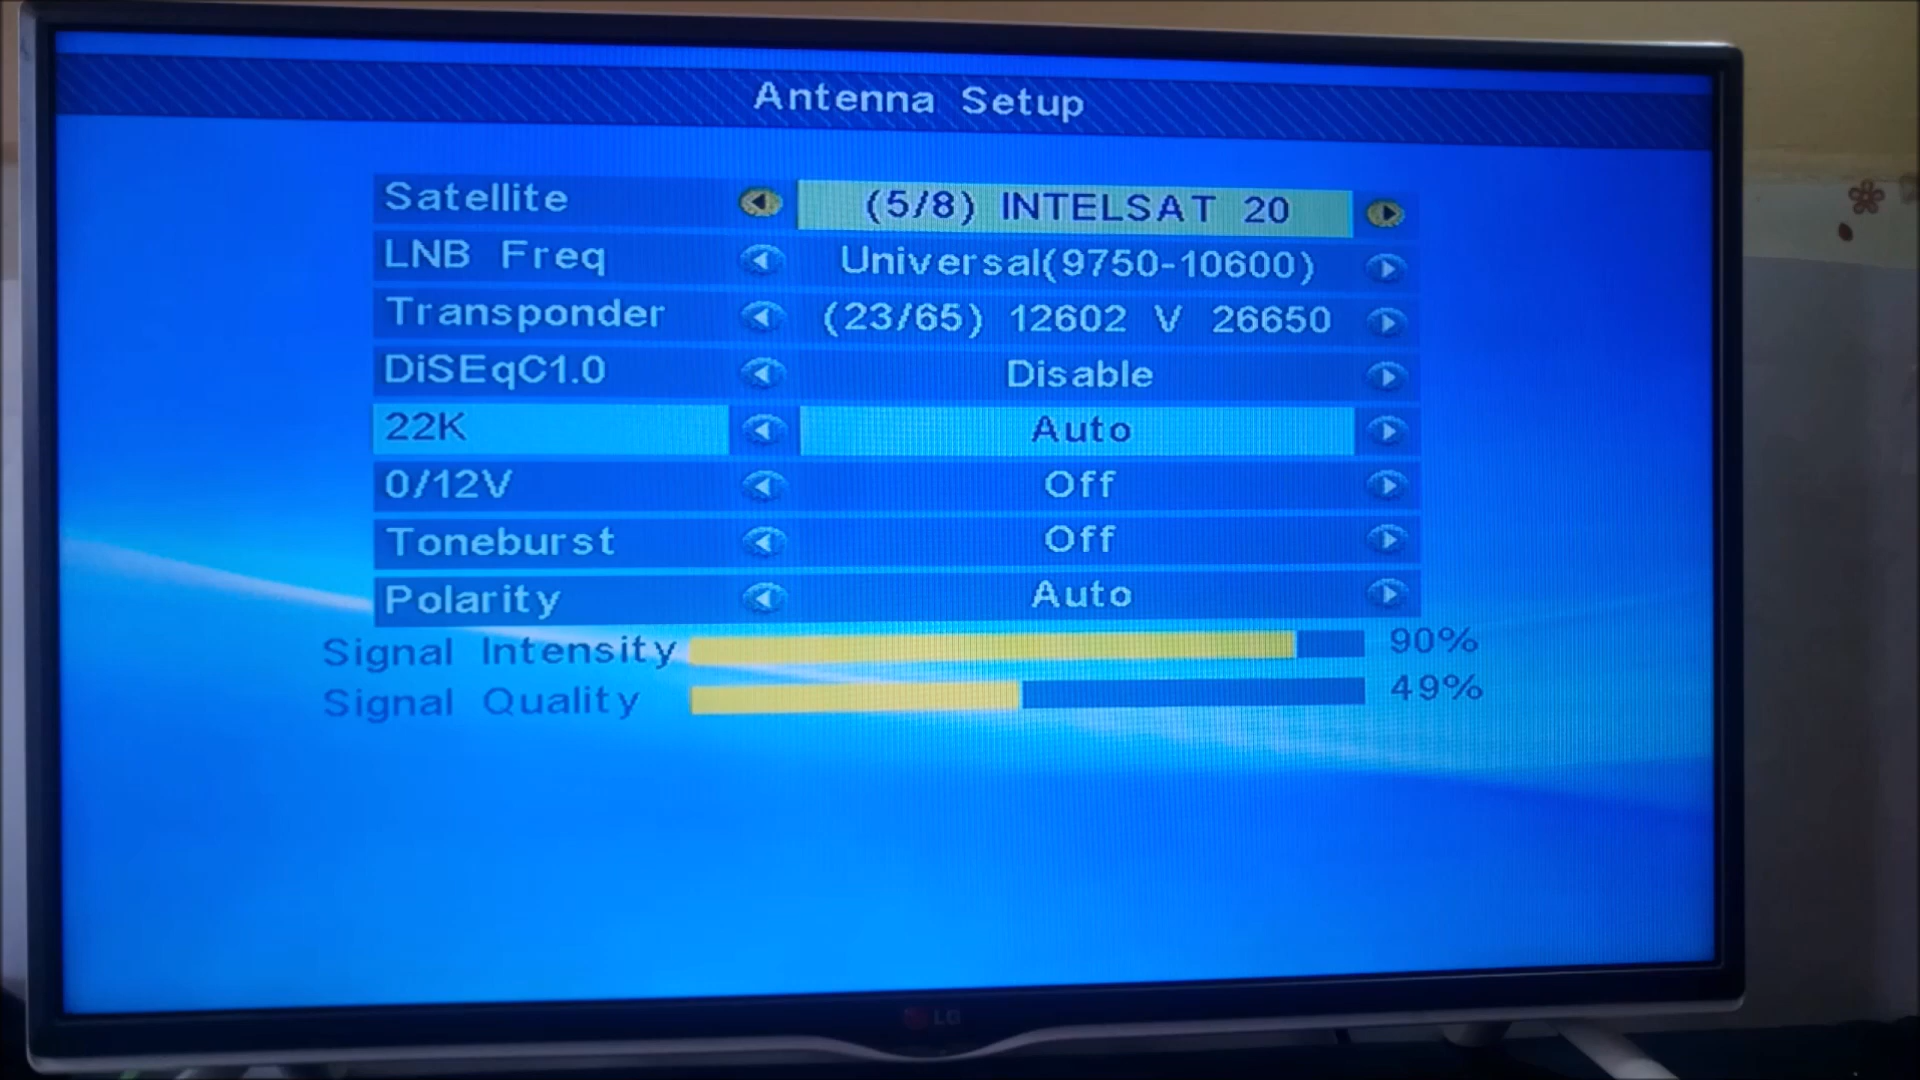 Antenna Setup
Satellite (5/8) INTELSAT 20
LNB Freq Universal(9750-10600)
Transponder (23/65) 12602 V 26650
DiSEqC1.0 Disable
22K Auto
0/12V Off
Toneburst Off
Polarity Auto
Signal Intensity 90%
Signal Quality 49%
LG